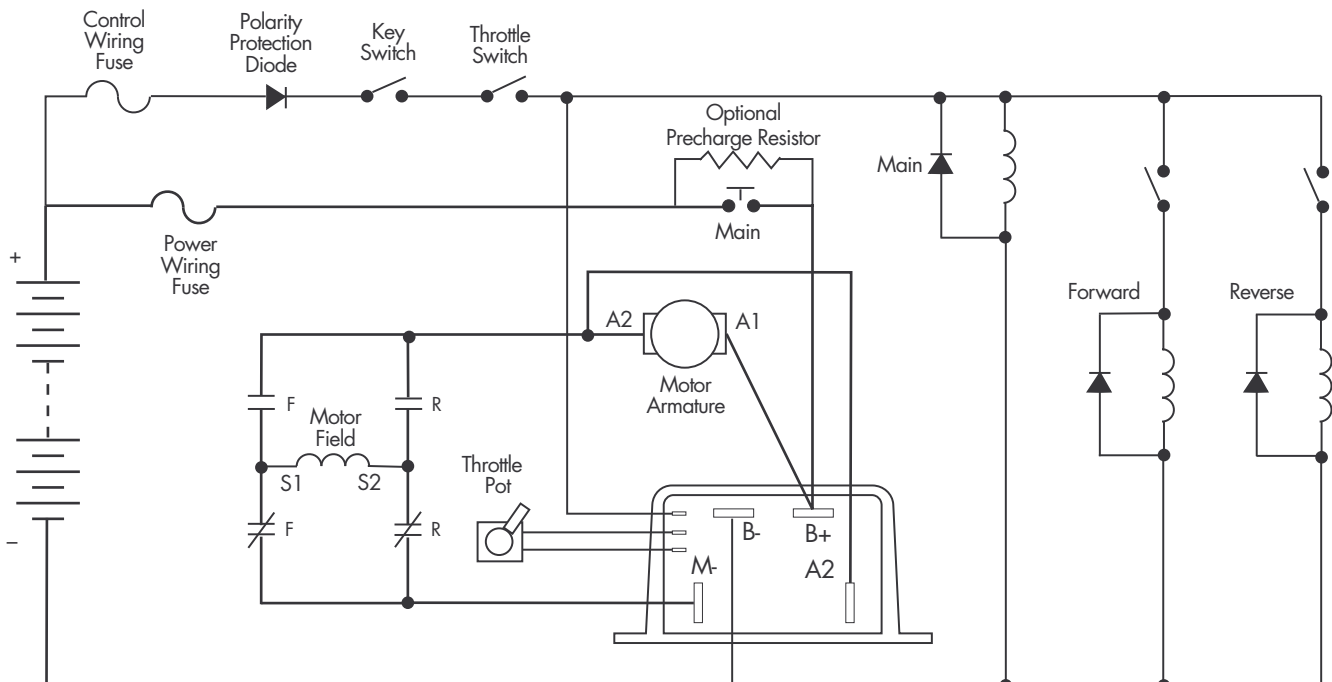 Control
Wiring
Fuse
Polarity
Protection
Diode
Key
Switch
Throttle
Switch
Optional
Precharge Resistor
Main
Main
Power
Wiring
Fuse
+
–
Forward
Reverse
A2
A1
Motor
Armature
F
R
Motor
Field
S1
S2
F
R
Throttle
Pot
B-
B+
M-
A2